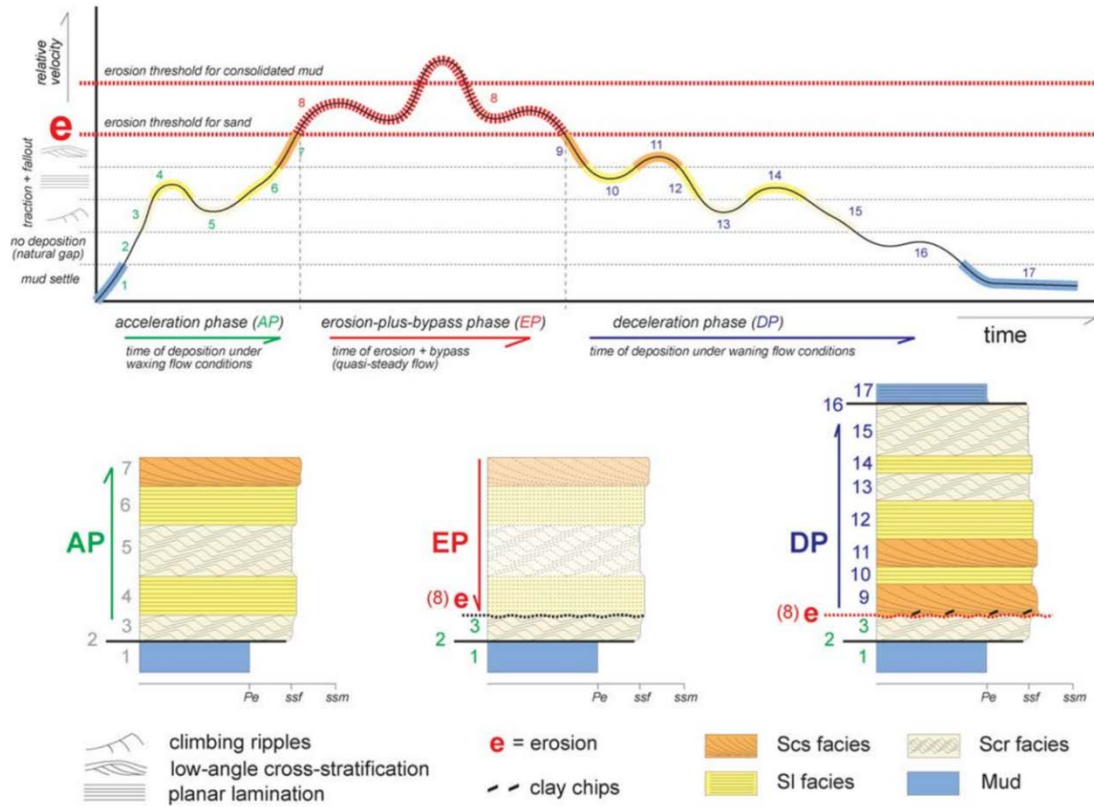 relative
velocity
erosion threshold for consolidated mud
e
erosion threshold for sand
traction + fallout
no deposition
(natural gap)
mud settle
1
2
3
4
5
6
7
8
8
9
10
11
12
13
14
15
16
17
acceleration phase (AP)
time of deposition under
waxing flow conditions
erosion-plus-bypass phase (EP)
time of erosion + bypass
(quasi-steady flow)
deceleration phase (DP)
time of deposition under waning flow conditions
time
AP
7
6
5
4
3
2
1
Pe ssf ssm
EP
(8) e
3
2
1
Pe ssf ssm
DP
17
16
15
14
13
12
11
10
9
(8) e
3
2
1
Pe ssf ssm
climbing ripples
low-angle cross-stratification
planar lamination
e = erosion
clay chips
Scs facies
Sl facies
Scr facies
Mud